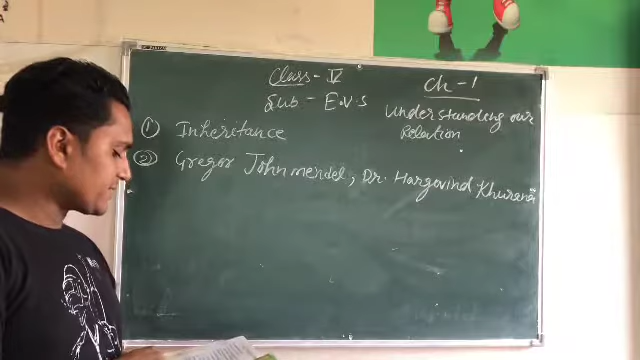 Class - V
Ch - 1
Sub - E.V.S
Understanding our
Relation
① Inheritance
② Gregor John mendel, Dr. Hargovind Khurana